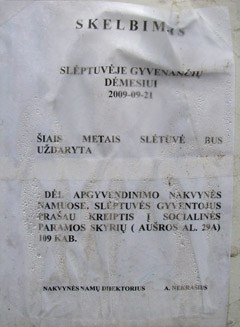 SKELBIMAS
SLĖPTUVĖJE GYVENANČIŲ
DĖMESIUI
2009-09-21
ŠIAIS METAIS SLĖTUVĖ BUS
UŽDARYTA
DĖL APGYVENDINIMO NAKVYNĖS
NAMUOSE, SLĖPTUVĖS GYVENTOJUS
PRAŠAU KREIPTIS Į SOCIALINĖS
PARAMOS SKYRIŲ ( AUŠROS AL. 29A)
109 KAB.
NAKVYNĖS NAMŲ DIREKTORIUS A. NEKRAŠIUS